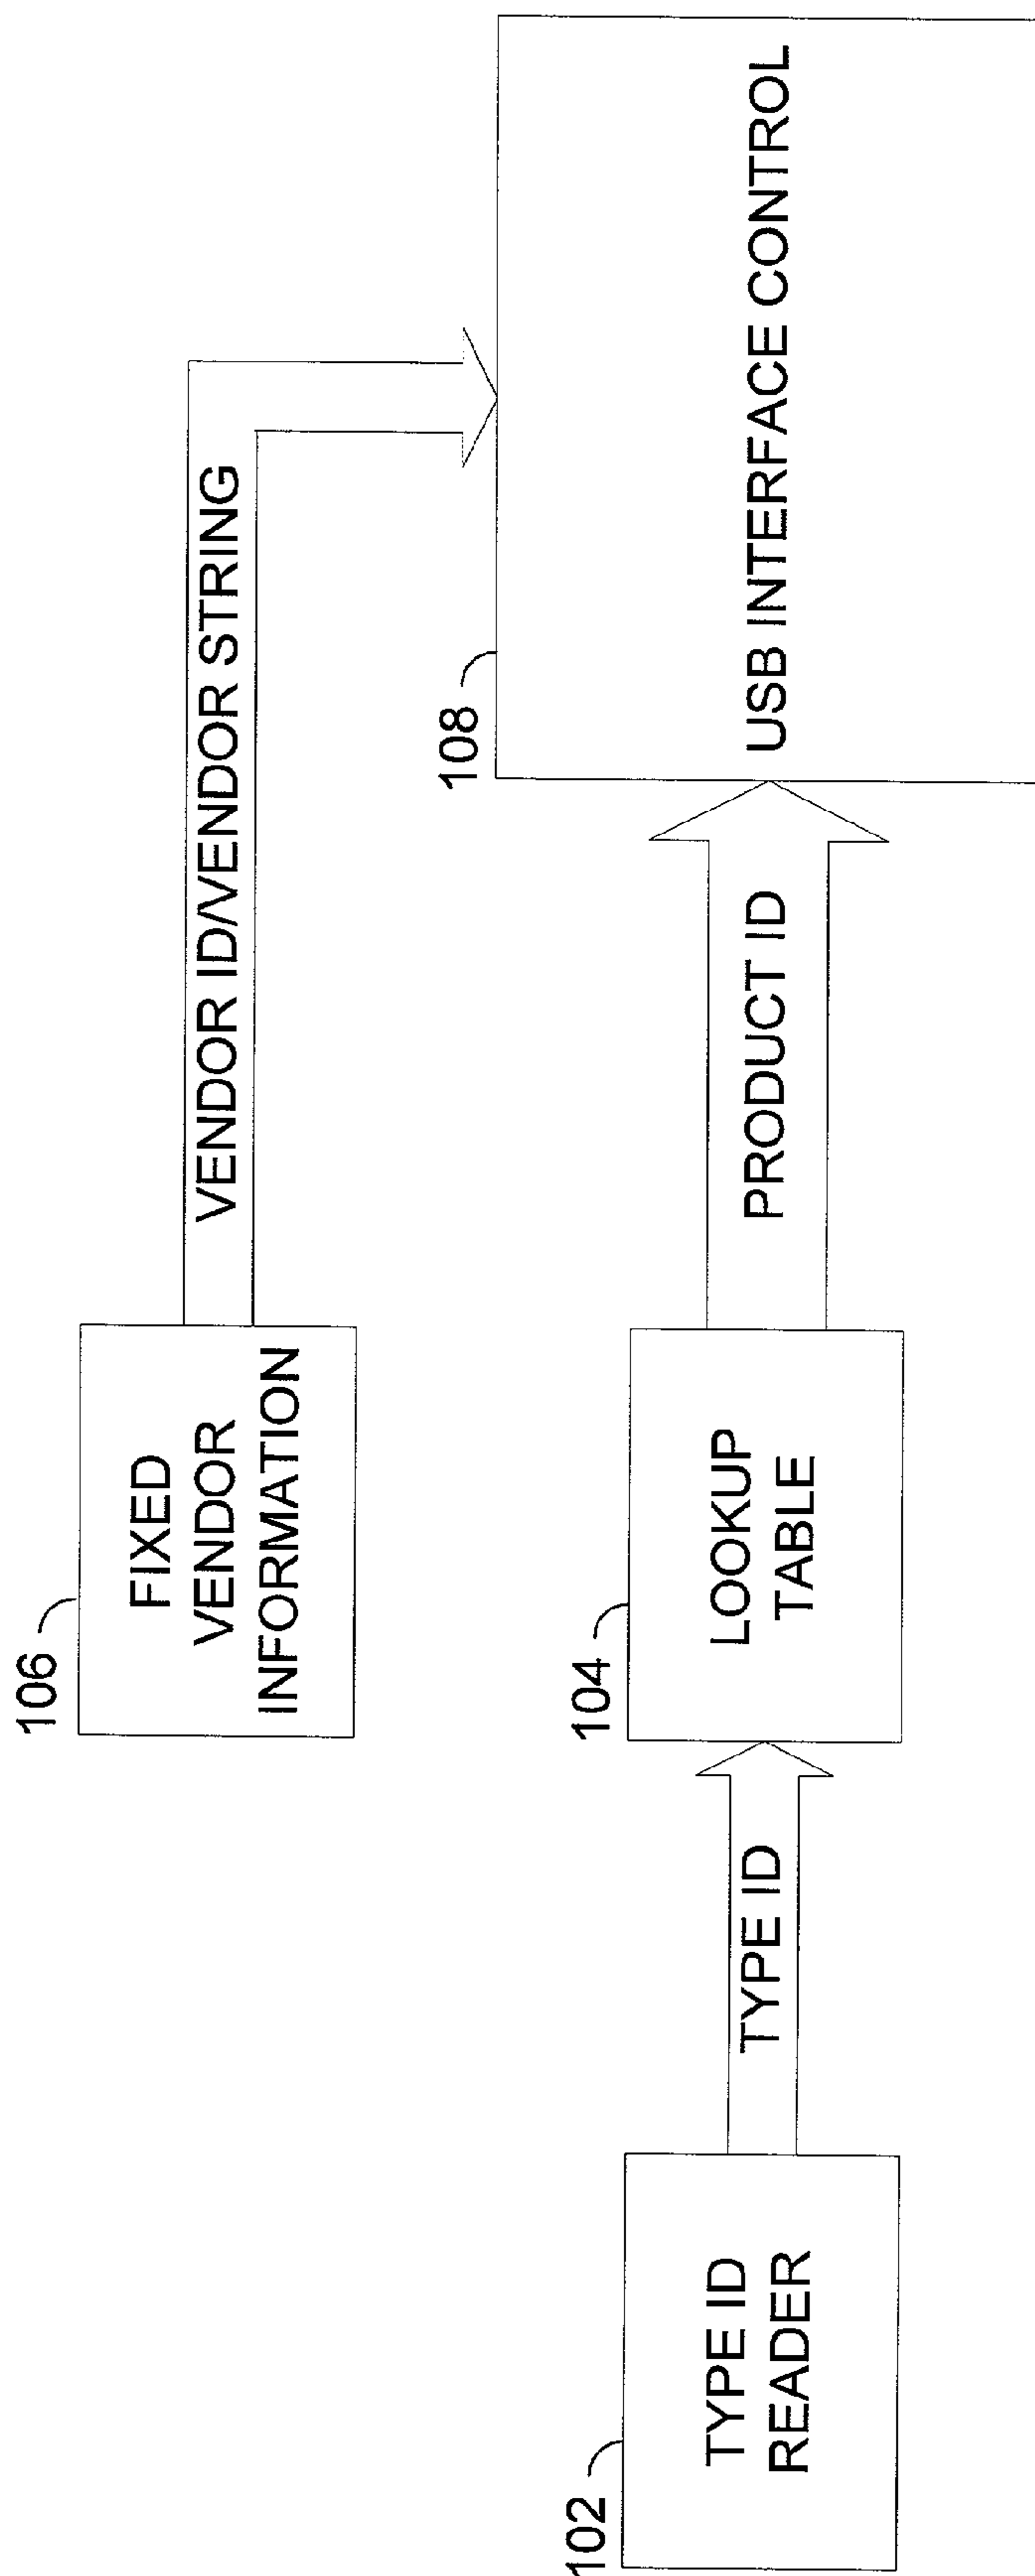 106
FIXED
VENDOR
INFORMATION
VENDOR ID/VENDOR STRING
102
TYPE ID
READER
TYPE ID
104
LOOKUP
TABLE
PRODUCT ID
108
USB INTERFACE CONTROL